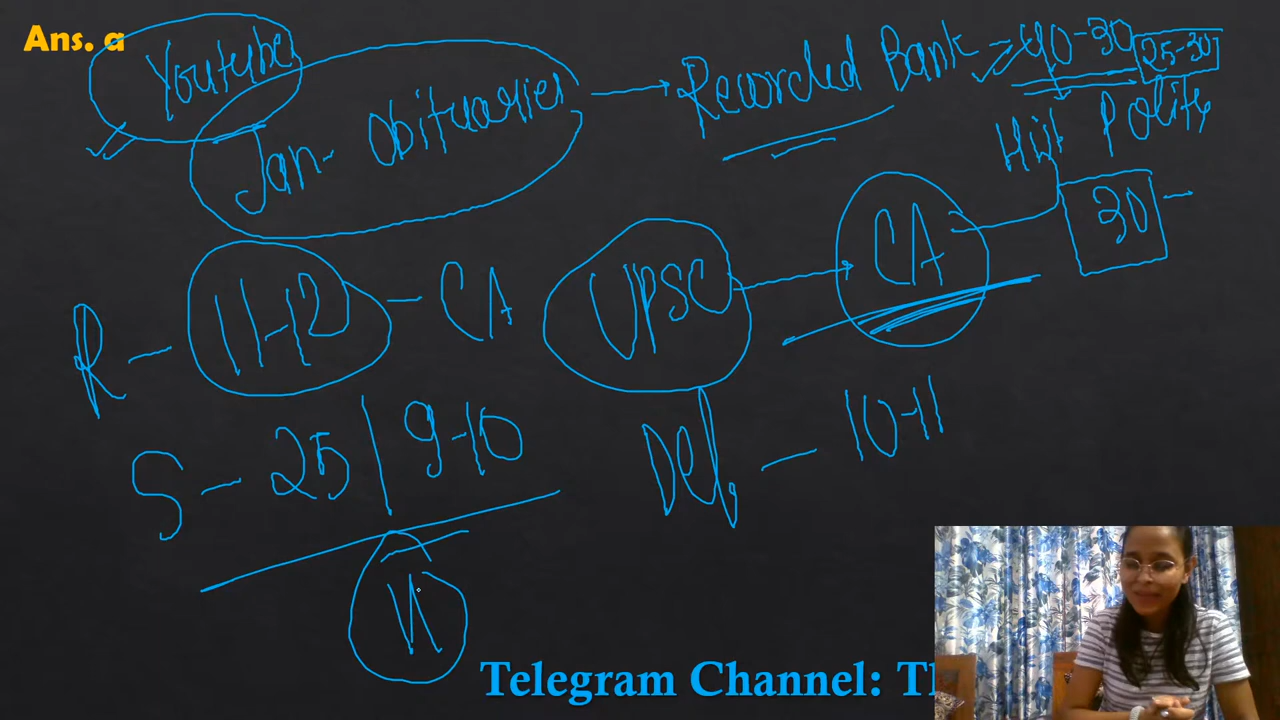 Ans. a
Youtube
Jan- Obituaries
Recorded Bank = 40-30 25-30
Hist Polity
30 -
R - 11-12 - CA
UPSC
CA
S - 25 | 9-10
Def. - 10-11
Telegram Channel: